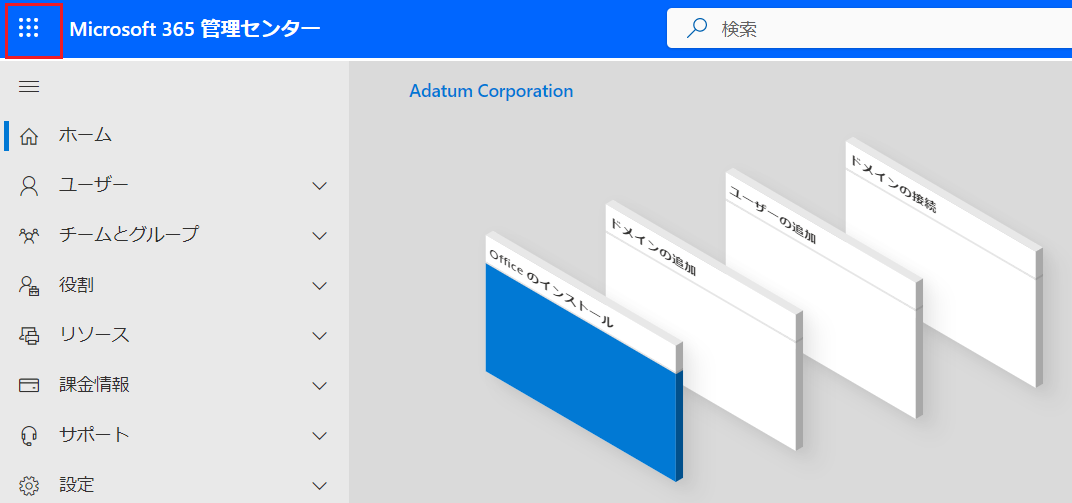 Microsoft 365 管理センター
検索
ホーム
ユーザー
チームとグループ
役割
リソース
課金情報
サポート
設定
Adatum Corporation
Office のインストール
ドメインの追加
ユーザーの追加
ドメインの接続